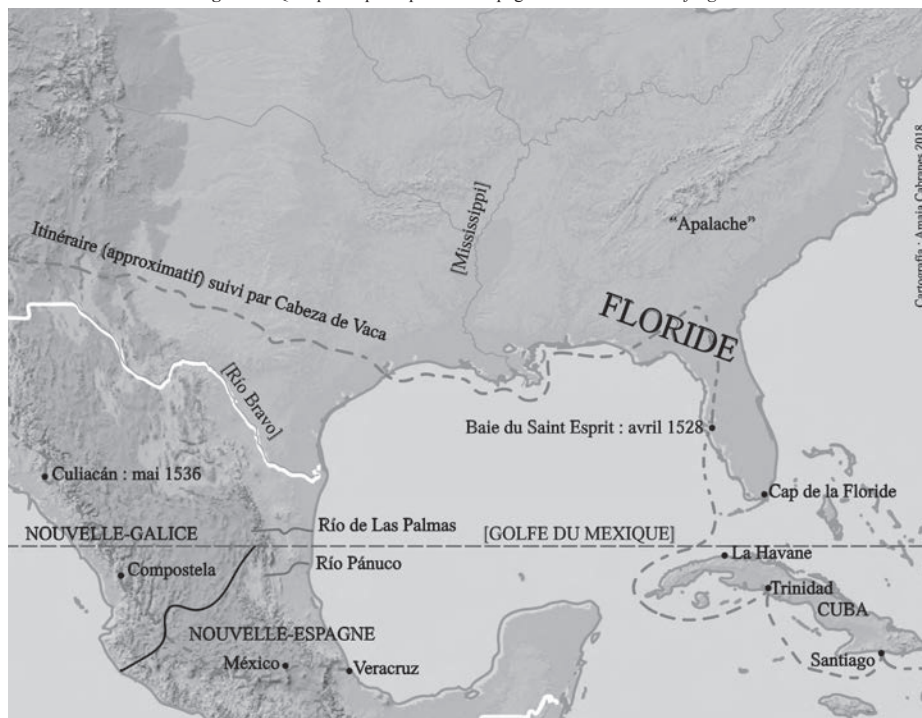 Itinéraire (approximatif) suivi par Cabeza de Vaca
[Mississippi]
"Apalache"
Cartografía : Amaia Cabranes 2018
FLORIDE
[Río Bravo]
Baie du Saint Esprit : avril 1528
Culiacán : mai 1536
Cap de la Floride
Río de Las Palmas
NOUVELLE-GALICE
[GOLFE DU MEXIQUE]
La Havane
Río Pánuco
Compostela
Trinidad
CUBA
NOUVELLE-ESPAGNE
México
Veracruz
Santiago